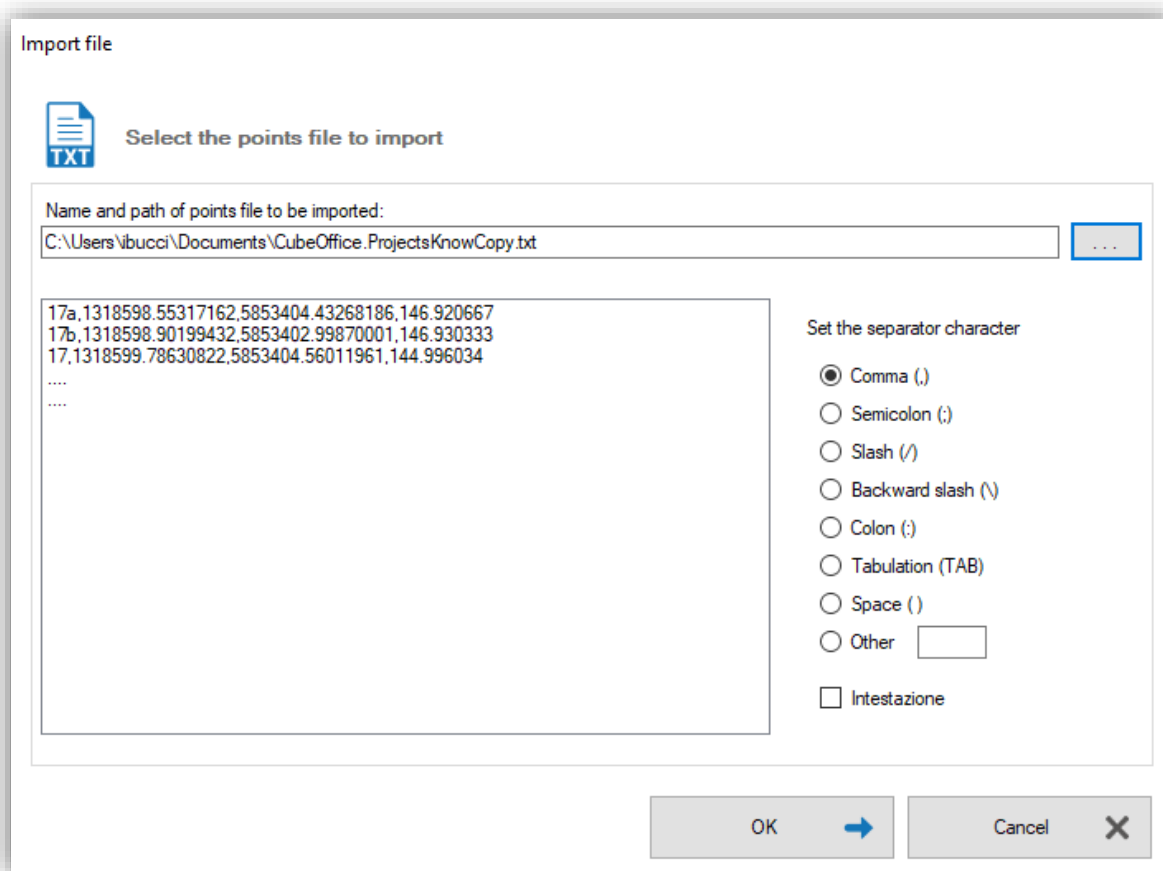 Import file
TXT
Select the points file to import
Name and path of points file to be imported:
C:\Users\ibucci\Documents\CubeOffice.ProjectsKnowCopy.txt
...
17a,1318598.55317162,5853404.43268186,146.920667
17b,1318598.90199432,5853402.99870001,146.930333
17,1318599.78630822,5853404.56011961,144.996034
....
....
Set the separator character
Comma (,)
Semicolon (;)
Slash (/)
Backward slash (\)
Colon (:)
Tabulation (TAB)
Space ( )
Other
Intestazione
OK
Cancel